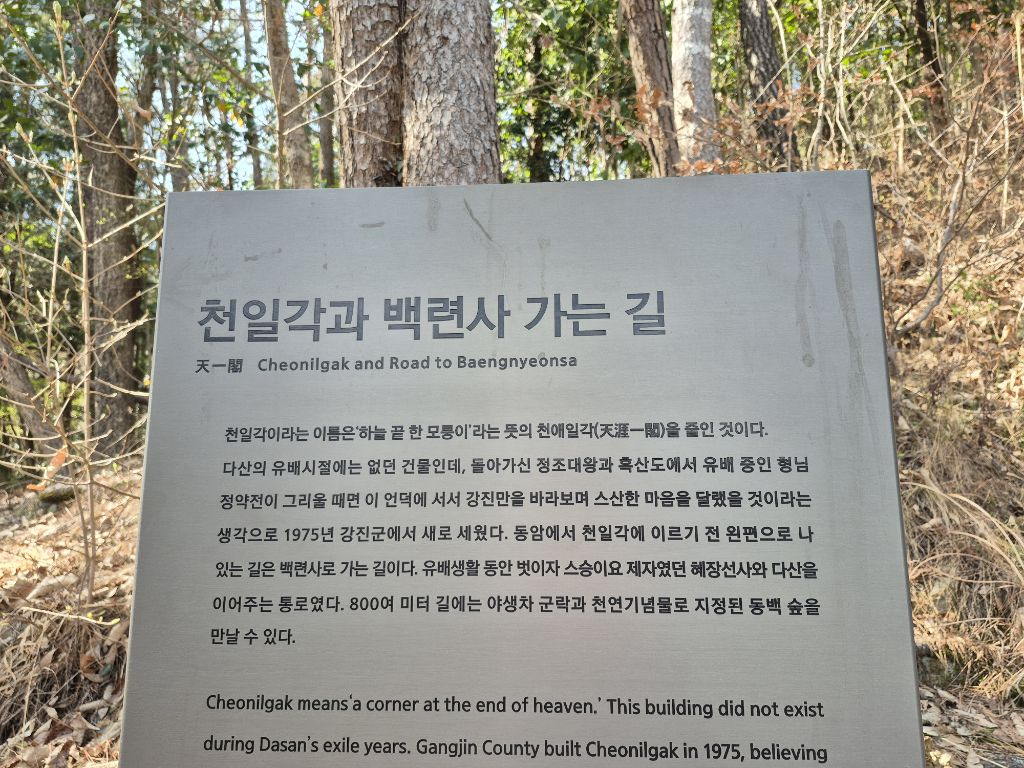 천일각과 백련사 가는 길
天一閣 Cheonilgak and Road to Baengnyeonsa
천일각이라는 이름은‘하늘 끝 한 모퉁이’라는 뜻의 천애일각(天涯一閣)을 줄인 것이다.
다산의 유배시절에는 없던 건물인데, 돌아가신 정조대왕과 흑산도에서 유배 중인 형님
정약전이 그리울 때면 이 언덕에 서서 강진만을 바라보며 스산한 마음을 달랬을 것이라는
생각으로 1975년 강진군에서 새로 세웠다. 동암에서 천일각에 이르기 전 왼편으로 나
있는 길은 백련사로 가는 길이다. 유배생활 동안 벗이자 스승이요 제자였던 혜장선사와 다산을
이어주는 통로였다. 800여 미터 길에는 야생차 군락과 천연기념물로 지정된 동백 숲을
만날 수 있다.
Cheonilgak means‘a corner at the end of heaven.’ This building did not exist
during Dasan’s exile years. Gangjin County built Cheonilgak in 1975, believing